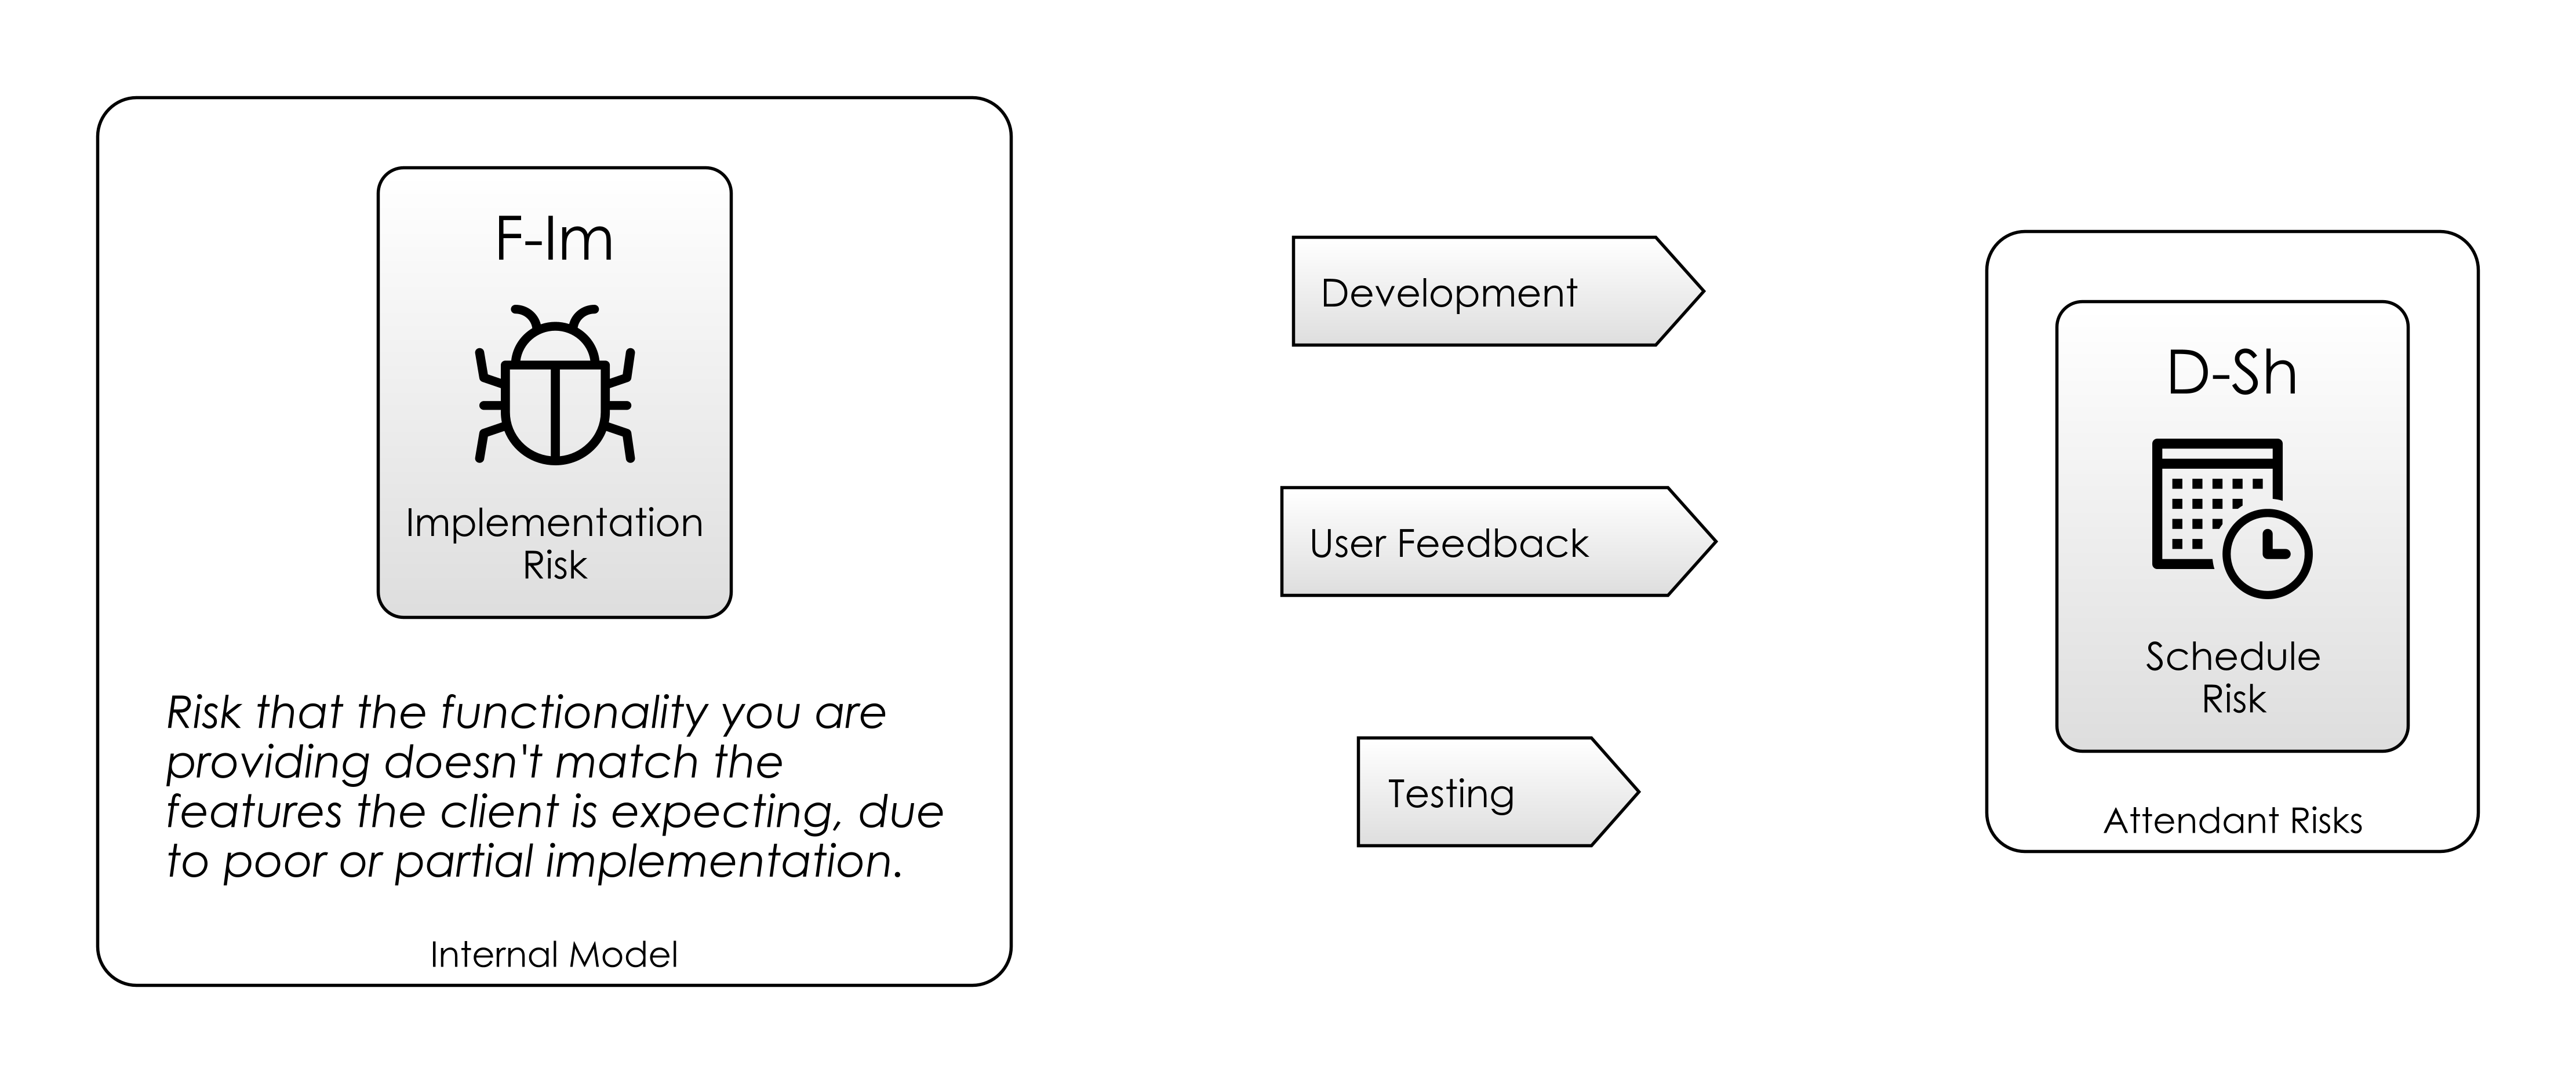 F-Im
Implementation
Risk
Risk that the functionality you are
providing doesn't match the
features the client is expecting, due
to poor or partial implementation.
Internal Model
Development
User Feedback
Testing
D-Sh
Schedule
Risk
Attendant Risks